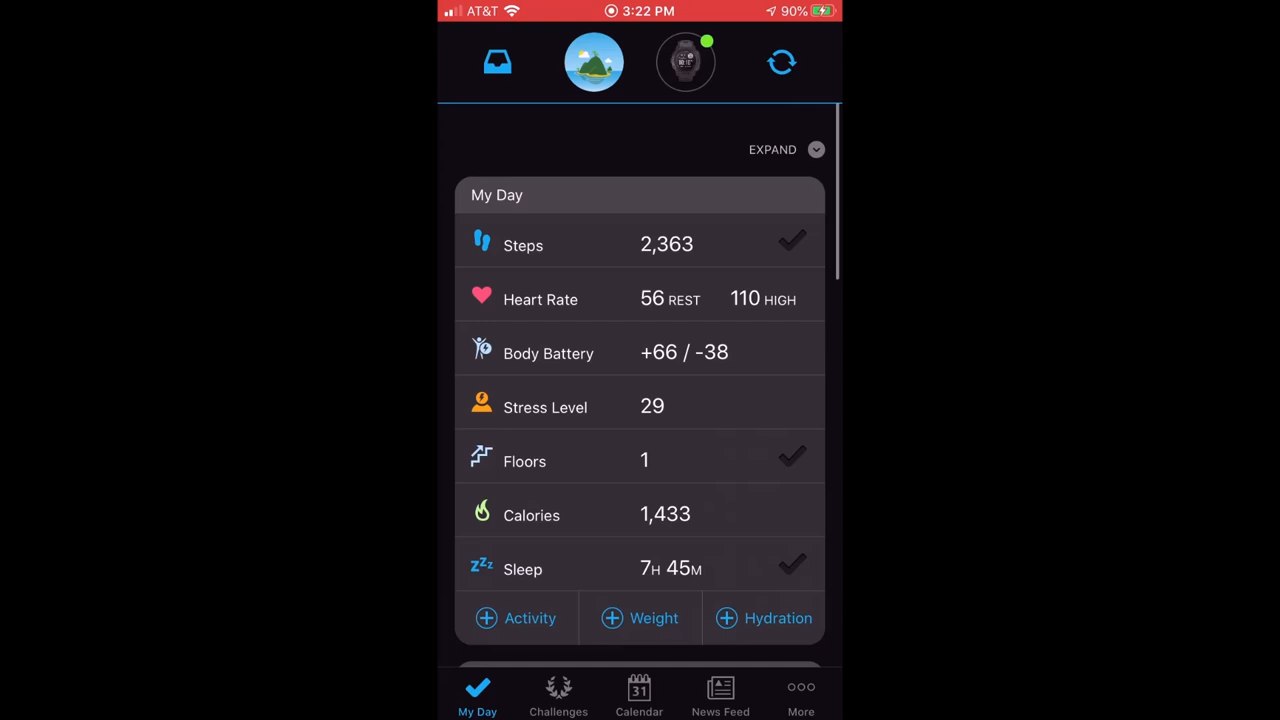 AT&T 3:22 PM 90%
EXPAND
My Day
Steps 2,363
Heart Rate 56 REST 110 HIGH
Body Battery +66 / -38
Stress Level 29
Floors 1
Calories 1,433
Sleep 7H 45M
Activity Weight Hydration
31
My Day Challenges Calendar News Feed More